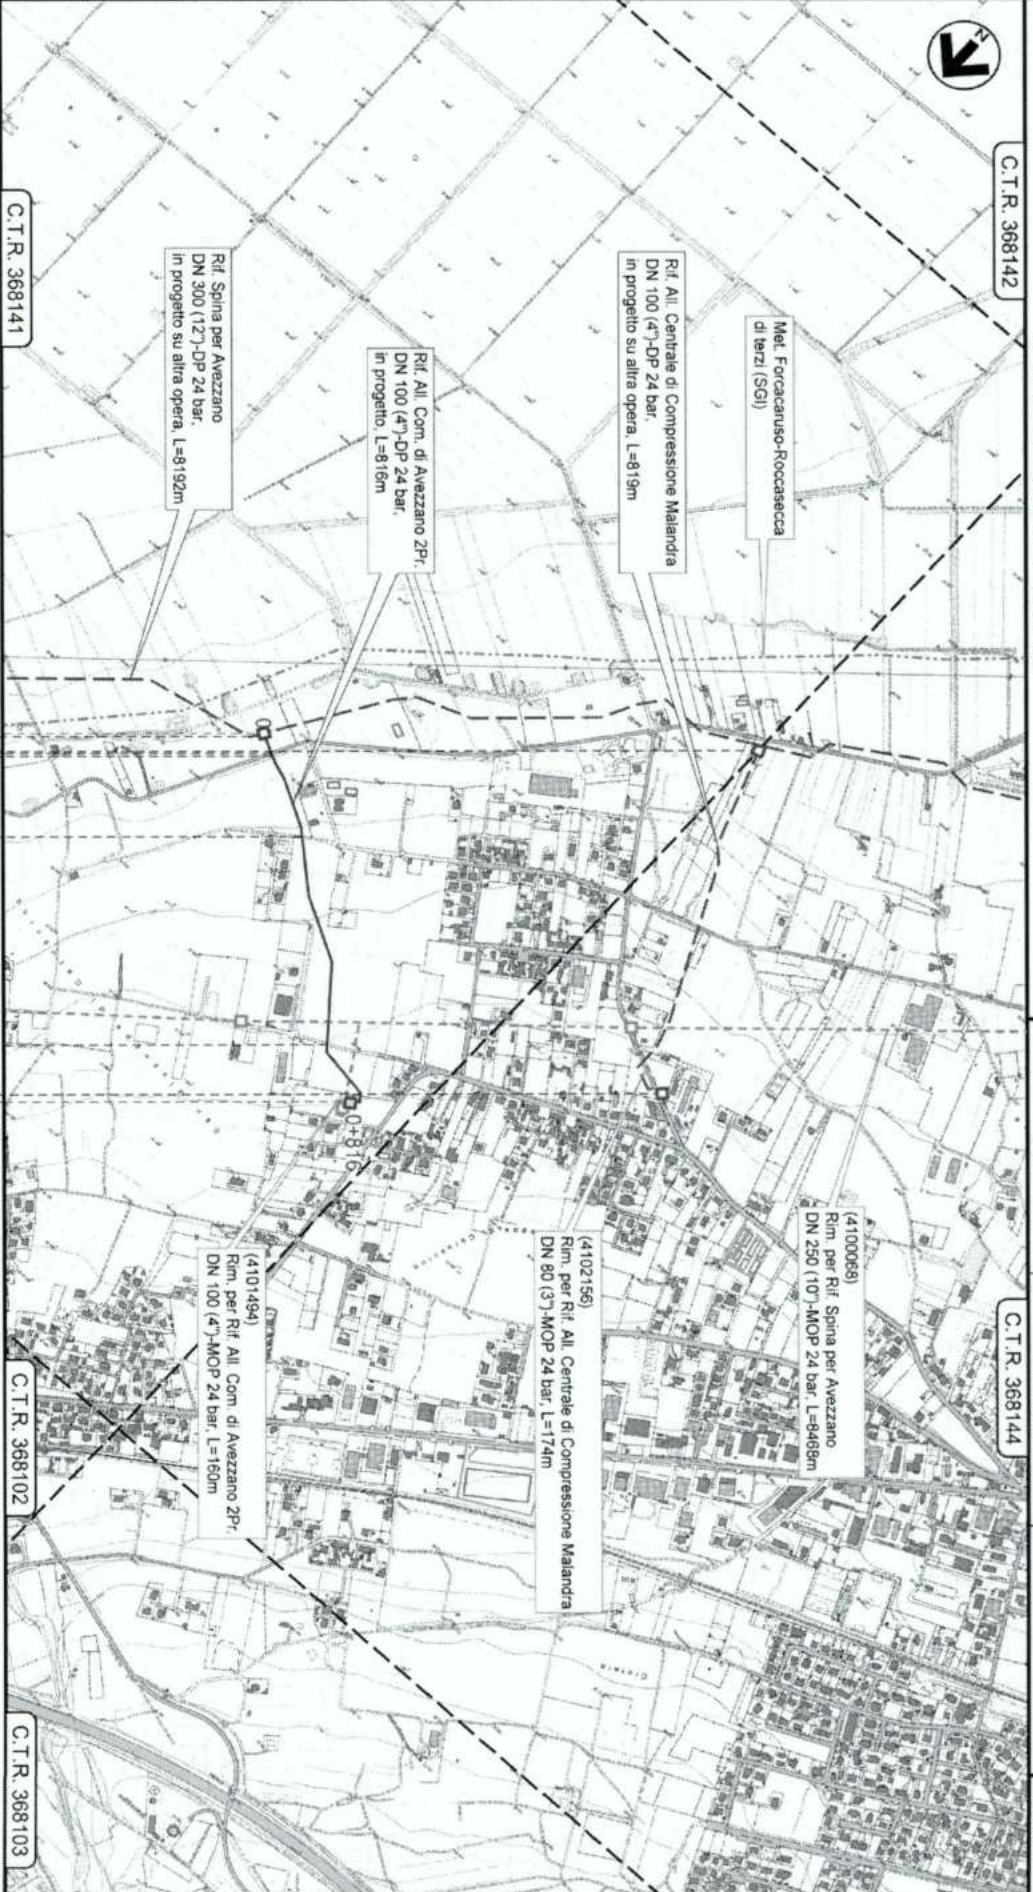 N
C.T.R. 368142
C.T.R. 368144
Met. Forcacaruso-Roccasecca
di terzi (SGI)
Rif. All. Centrale di Compressione Malandra
DN 100 (4")-DP 24 bar,
in progetto su altra opera, L=819m
Rif. All. Com. di Avezzano 2Pr.
DN 100 (4")-DP 24 bar,
in progetto, L=816m
Rif. Spina per Avezzano
DN 300 (12")-DP 24 bar,
in progetto su altra opera, L=8192m
0
0+816
(4100068)
Rim. per Rif. Spina per Avezzano
DN 250 (10")-MOP 24 bar, L=8468m
(4102156)
Rim. per Rif. All. Centrale di Compressione Malandra
DN 80 (3")-MOP 24 bar, L=174m
(4101494)
Rim. per Rif. All. Com. di Avezzano 2Pr.
DN 100 (4")-MOP 24 bar, L=160m
C.T.R. 368141
C.T.R. 368102
C.T.R. 368103